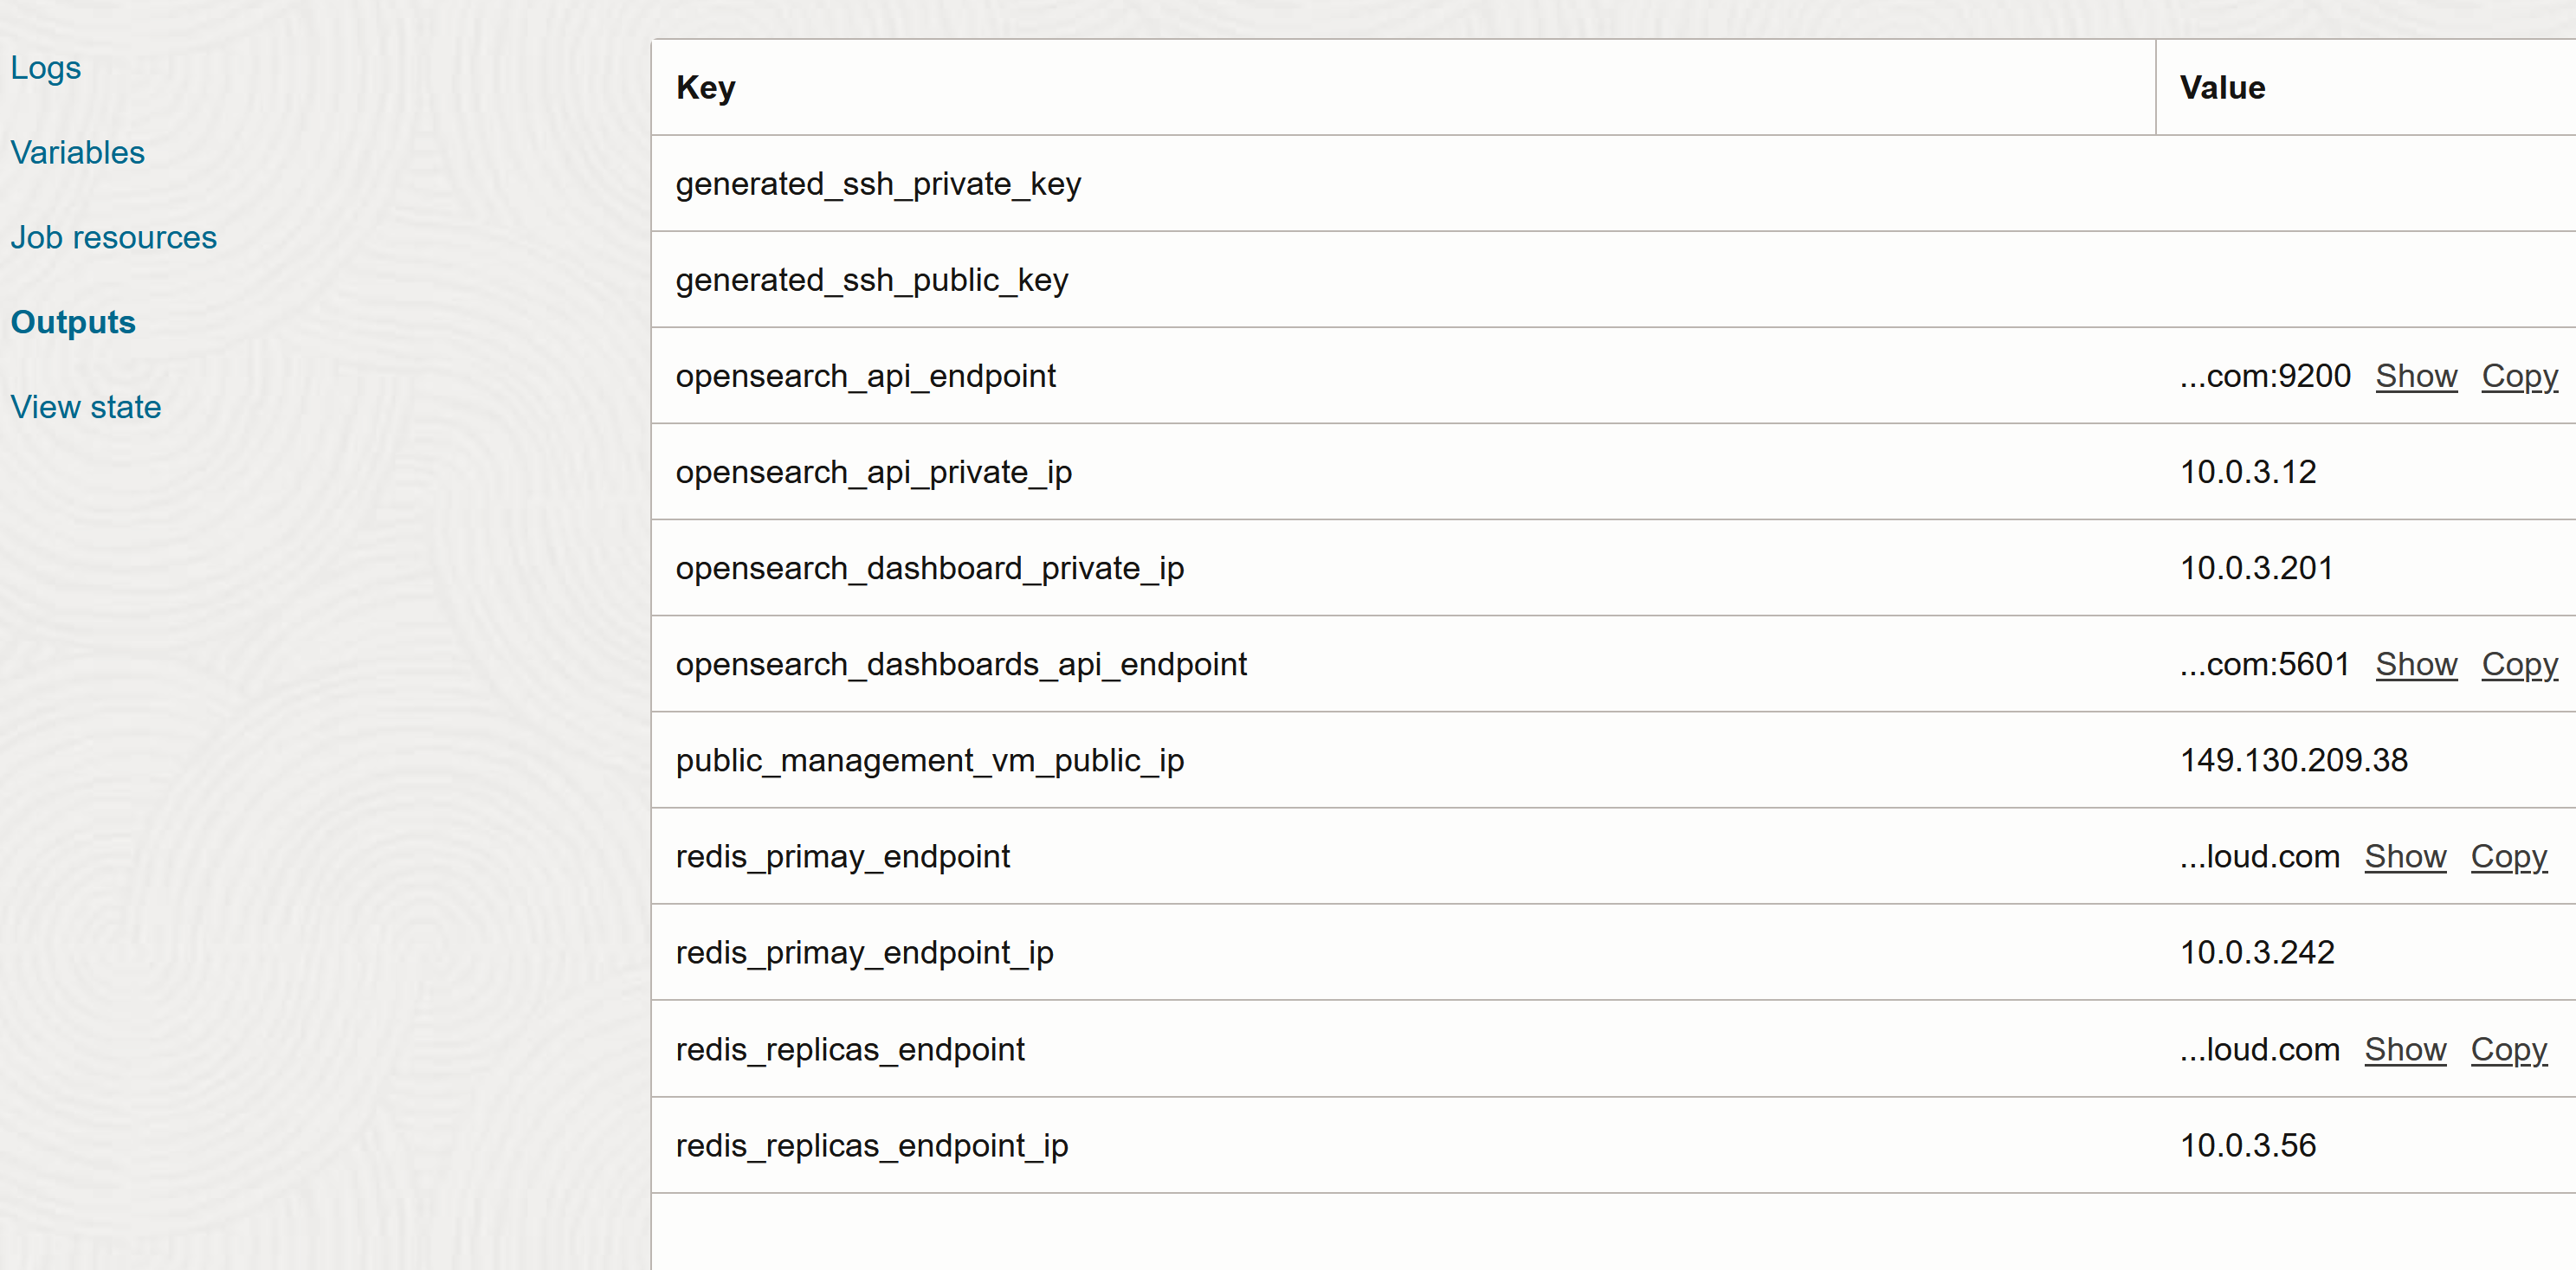 Logs
Variables
Job resources
Outputs
View state
Key Value
generated_ssh_private_key
generated_ssh_public_key
opensearch_api_endpoint ...com:9200 Show Copy
opensearch_api_private_ip 10.0.3.12
opensearch_dashboard_private_ip 10.0.3.201
opensearch_dashboards_api_endpoint ...com:5601 Show Copy
public_management_vm_public_ip 149.130.209.38
redis_primay_endpoint ...loud.com Show Copy
redis_primay_endpoint_ip 10.0.3.242
redis_replicas_endpoint ...loud.com Show Copy
redis_replicas_endpoint_ip 10.0.3.56